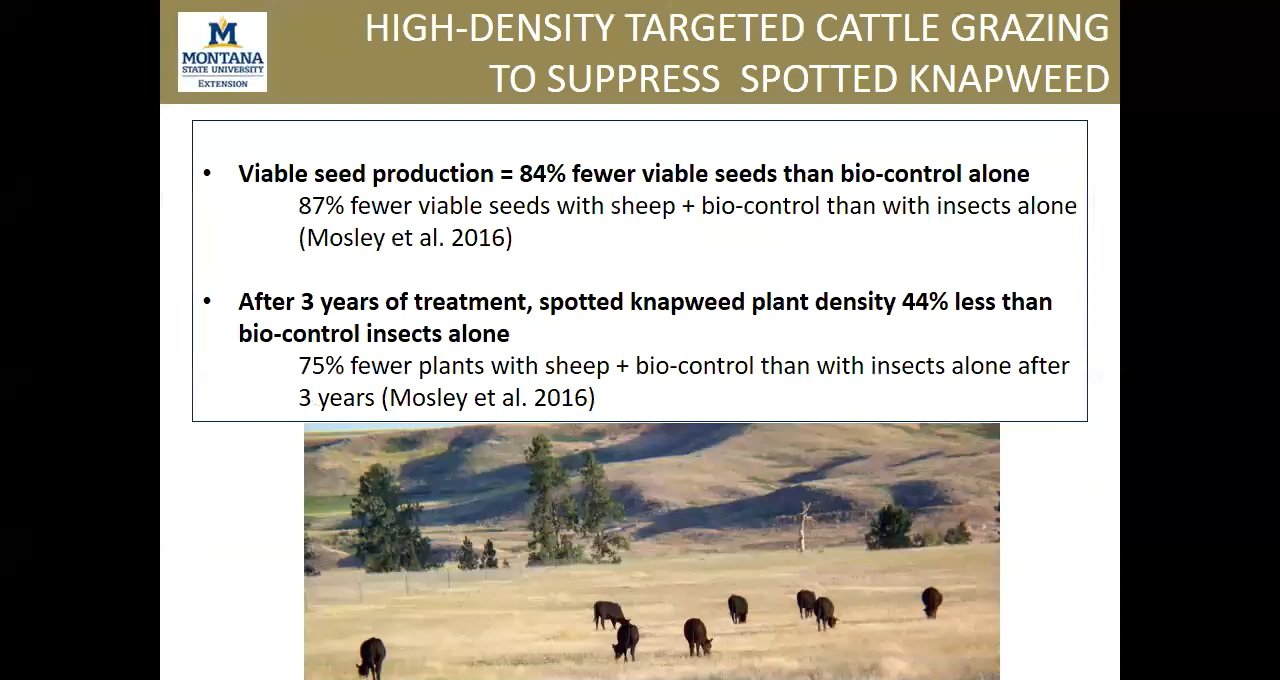 M
MONTANA
STATE UNIVERSITY
EXTENSION
HIGH-DENSITY TARGETED CATTLE GRAZING
TO SUPPRESS  SPOTTED KNAPWEED
• Viable seed production = 84% fewer viable seeds than bio-control alone
87% fewer viable seeds with sheep + bio-control than with insects alone
(Mosley et al. 2016)
• After 3 years of treatment, spotted knapweed plant density 44% less than
bio-control insects alone
75% fewer plants with sheep + bio-control than with insects alone after
3 years (Mosley et al. 2016)